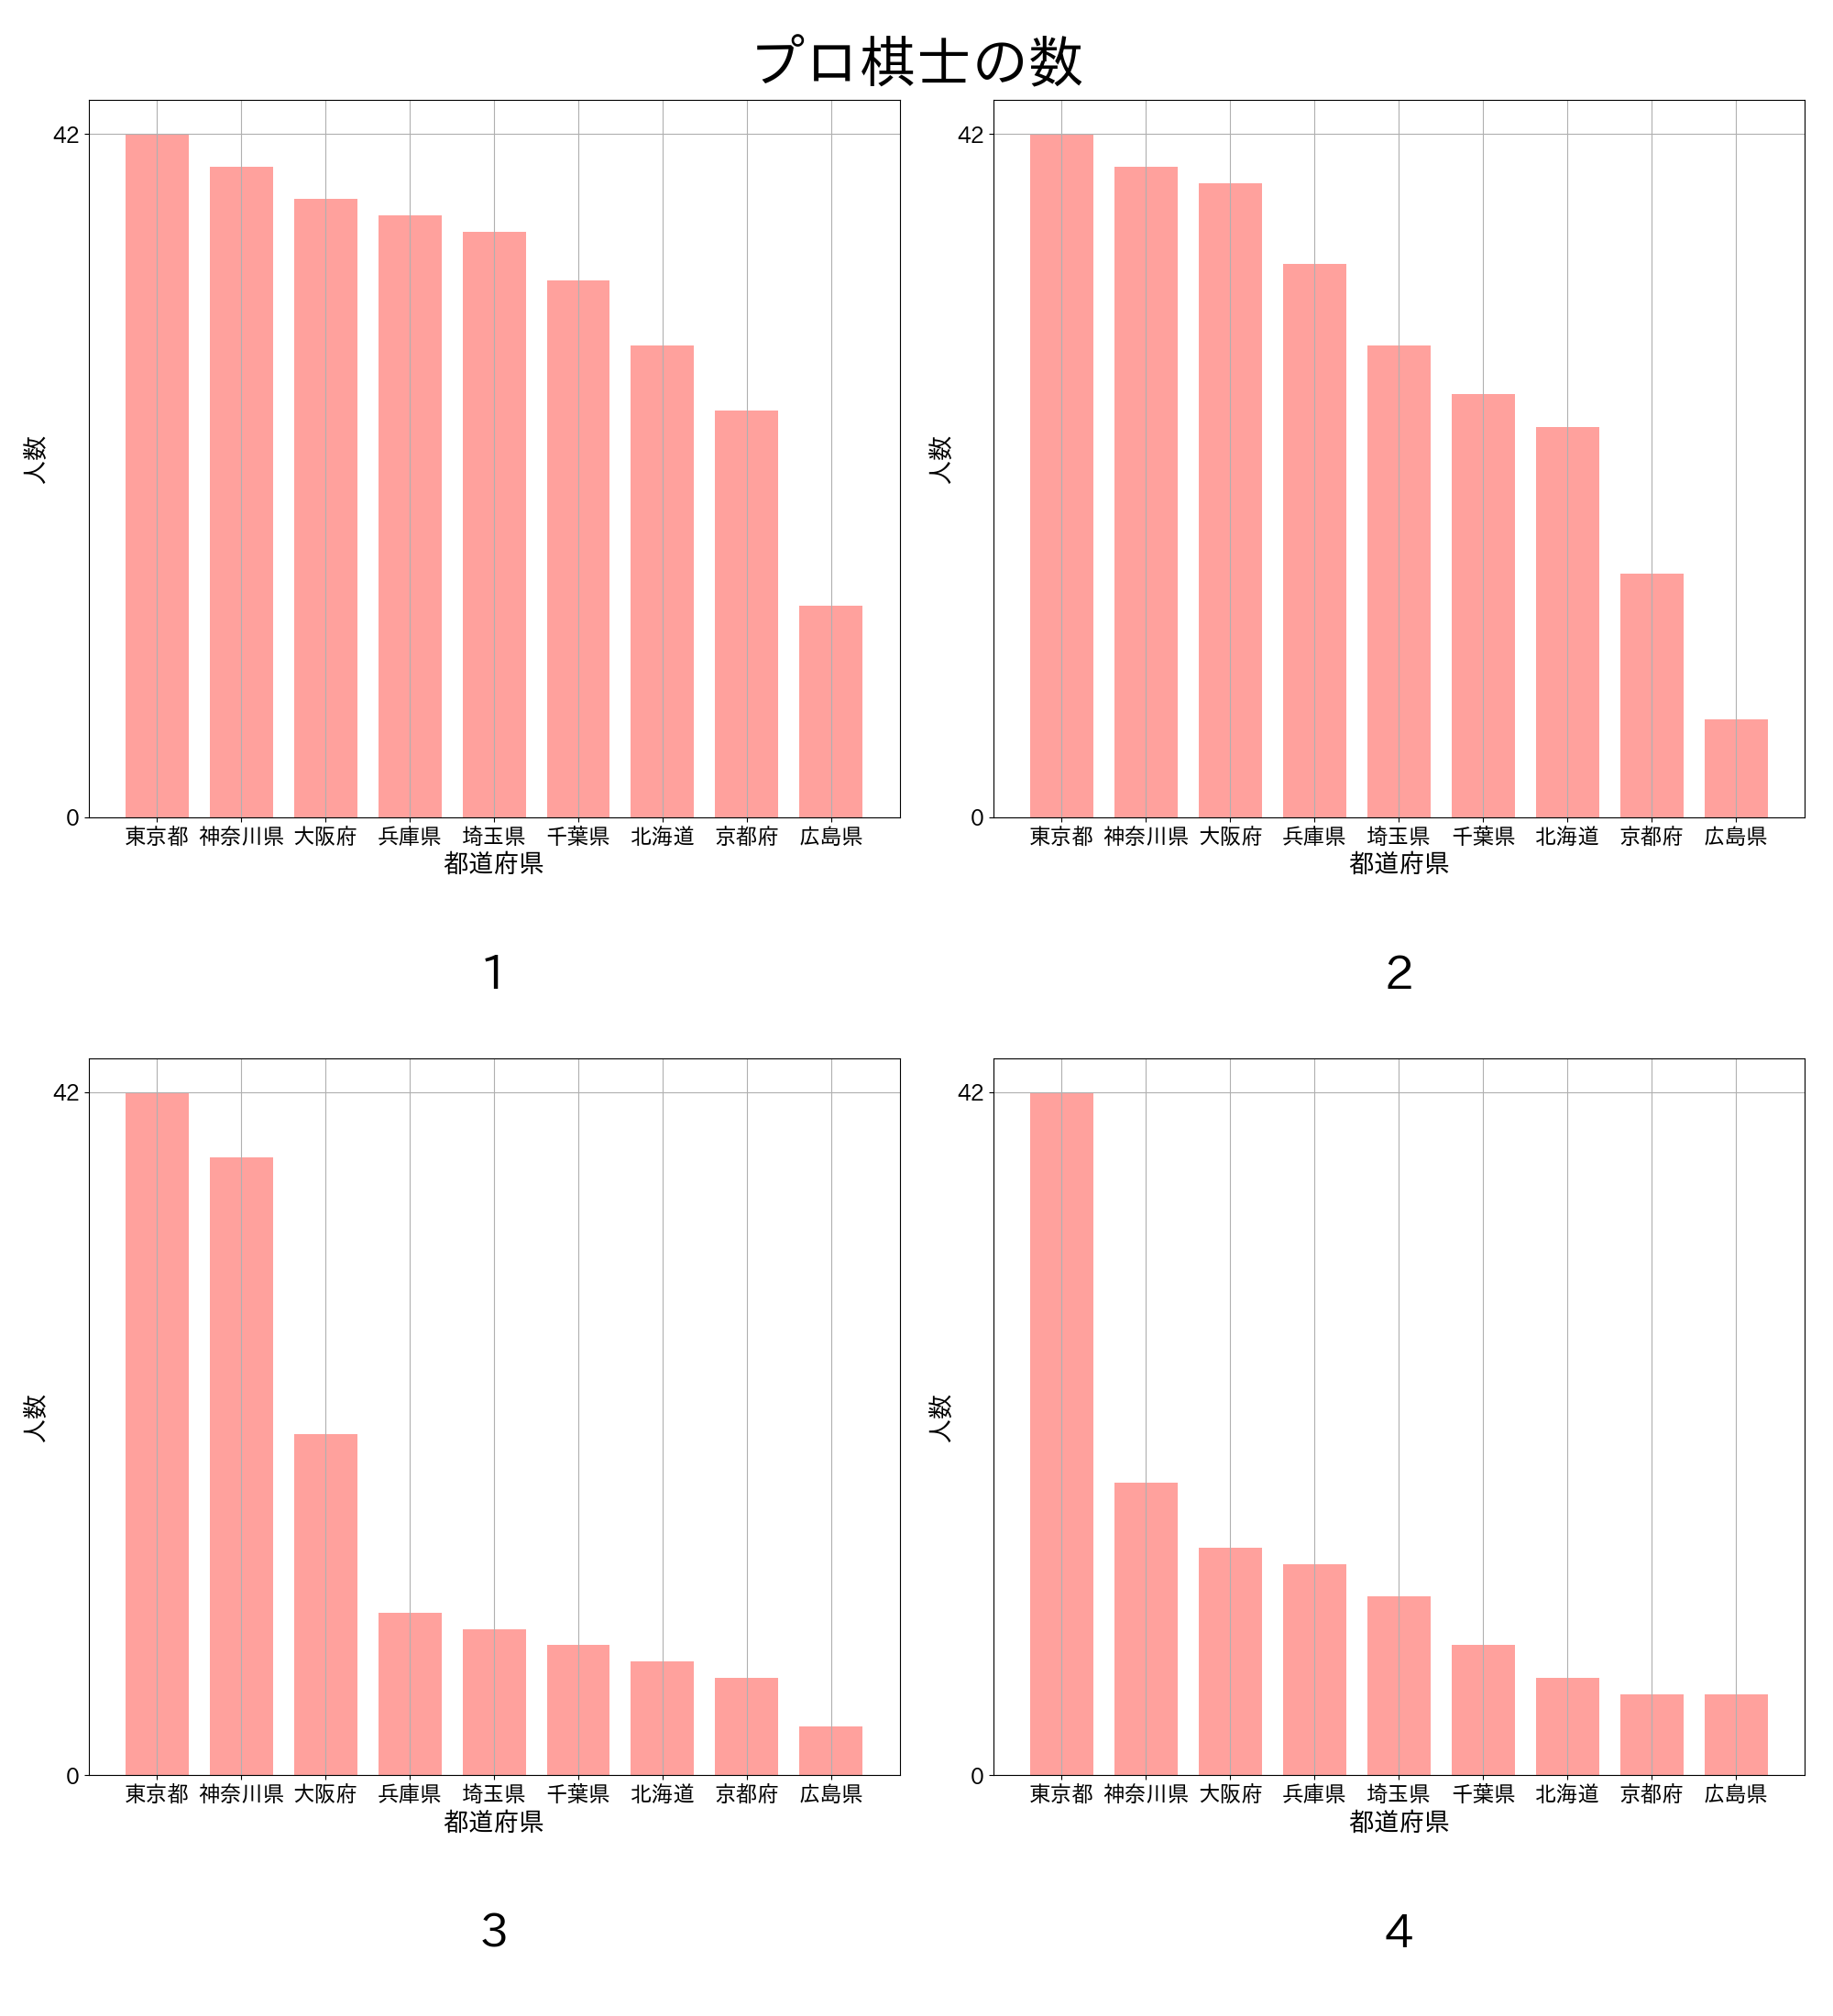 プロ棋士の数
42
0
人数
東京都 神奈川県 大阪府 兵庫県 埼玉県 千葉県 北海道 京都府 広島県
都道府県
1
42
0
人数
東京都 神奈川県 大阪府 兵庫県 埼玉県 千葉県 北海道 京都府 広島県
都道府県
2
42
0
人数
東京都 神奈川県 大阪府 兵庫県 埼玉県 千葉県 北海道 京都府 広島県
都道府県
3
42
0
人数
東京都 神奈川県 大阪府 兵庫県 埼玉県 千葉県 北海道 京都府 広島県
都道府県
4